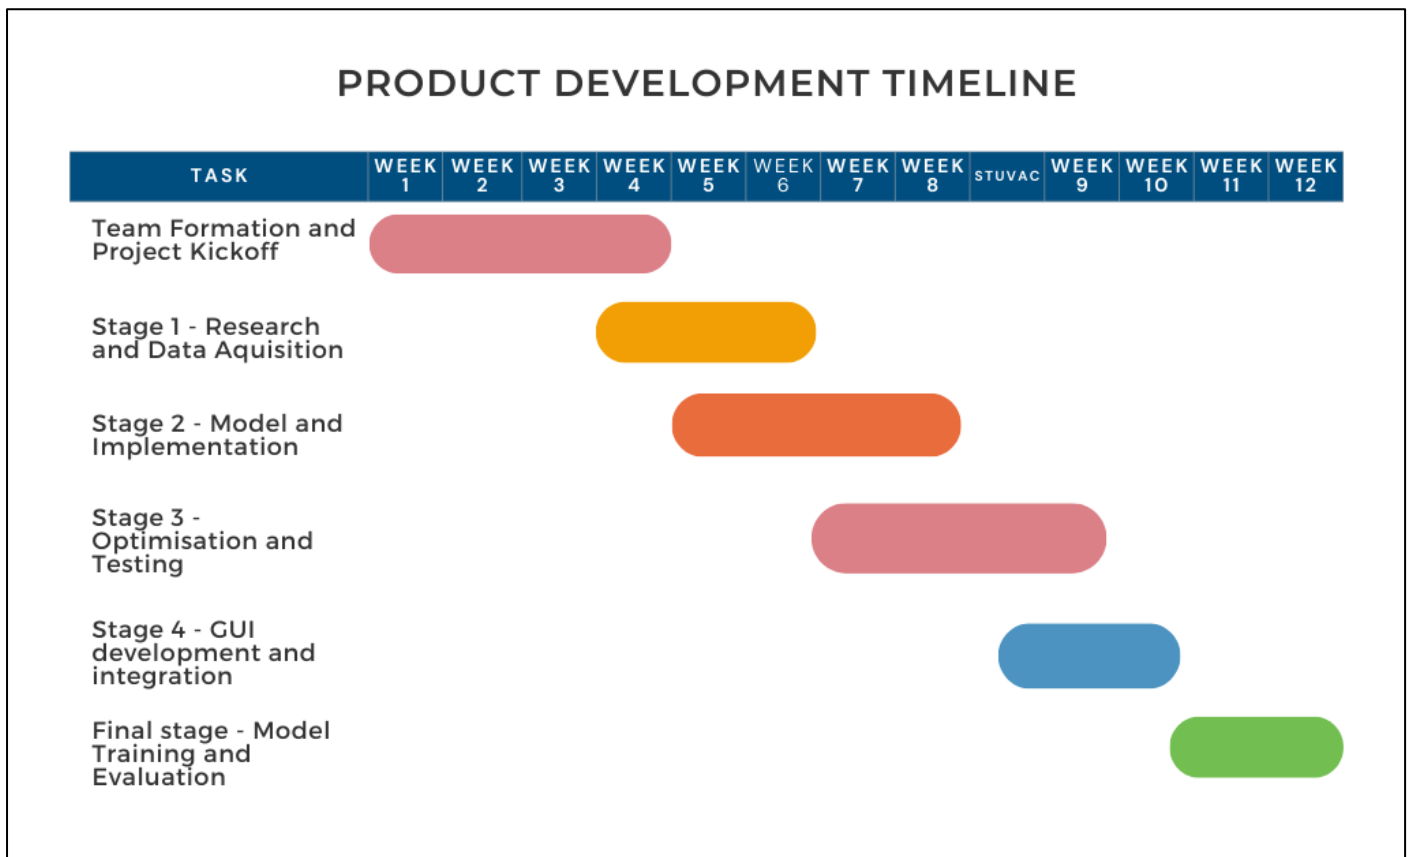 PRODUCT DEVELOPMENT TIMELINE
TASK
WEEK 1
WEEK 2
WEEK 3
WEEK 4
WEEK 5
WEEK 6
WEEK 7
WEEK 8
STUVAC
WEEK 9
WEEK 10
WEEK 11
WEEK 12
Team Formation and
Project Kickoff
Stage 1 - Research
and Data Aquisition
Stage 2 - Model and
Implementation
Stage 3 -
Optimisation and
Testing
Stage 4 - GUI
development and
integration
Final stage - Model
Training and
Evaluation